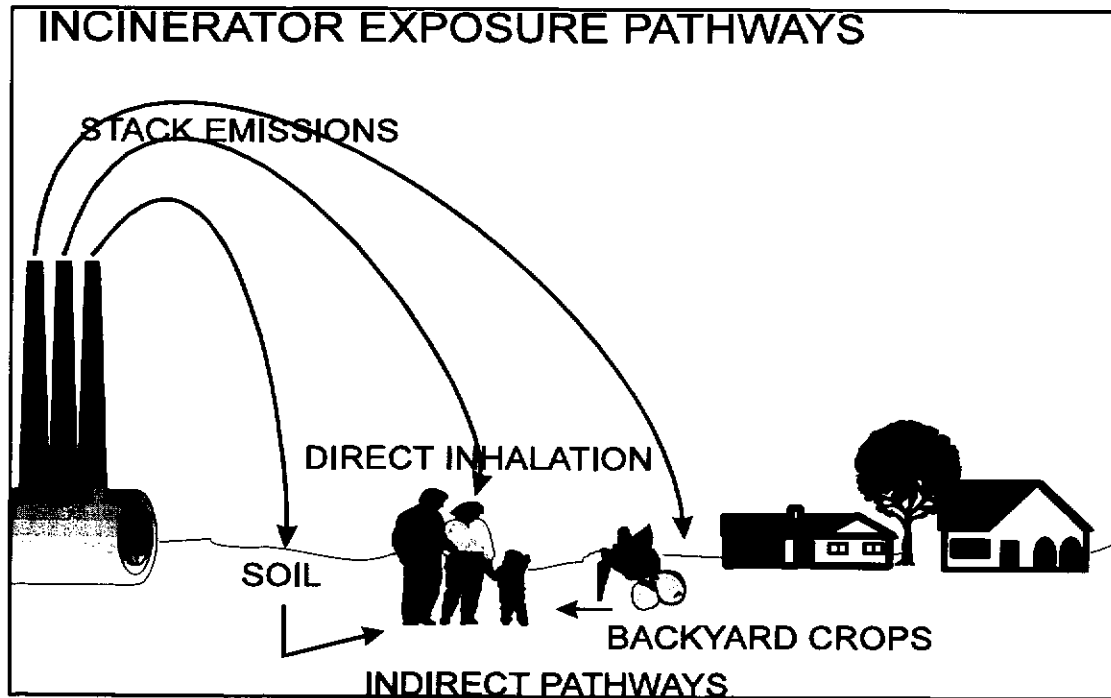 INCINERATOR EXPOSURE PATHWAYS
STACK EMISSIONS
DIRECT INHALATION
SOIL
BACKYARD CROPS
INDIRECT PATHWAYS